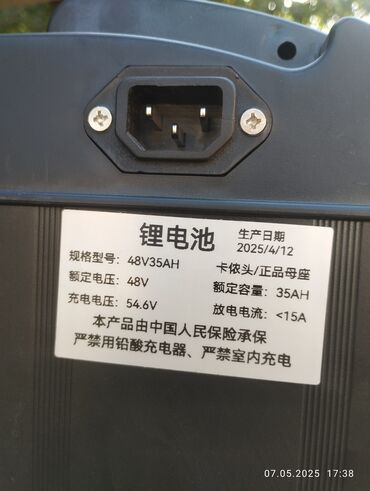 锂电池
生产日期
2025/4/12
规格型号：48V35AH
卡侬头/正品母座
额定电压：48V
额定容量：35AH
充电电压：54.6V
放电电流：<15A
本产品由中国人民保险承保
严禁用铅酸充电器、严禁室内充电
07.05.2025 17:38